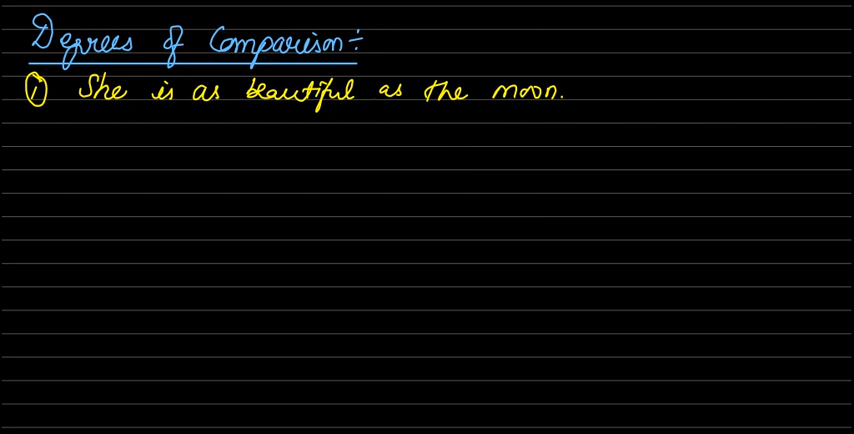 Degrees of Comparison:-
① She is as beautiful as the moon.